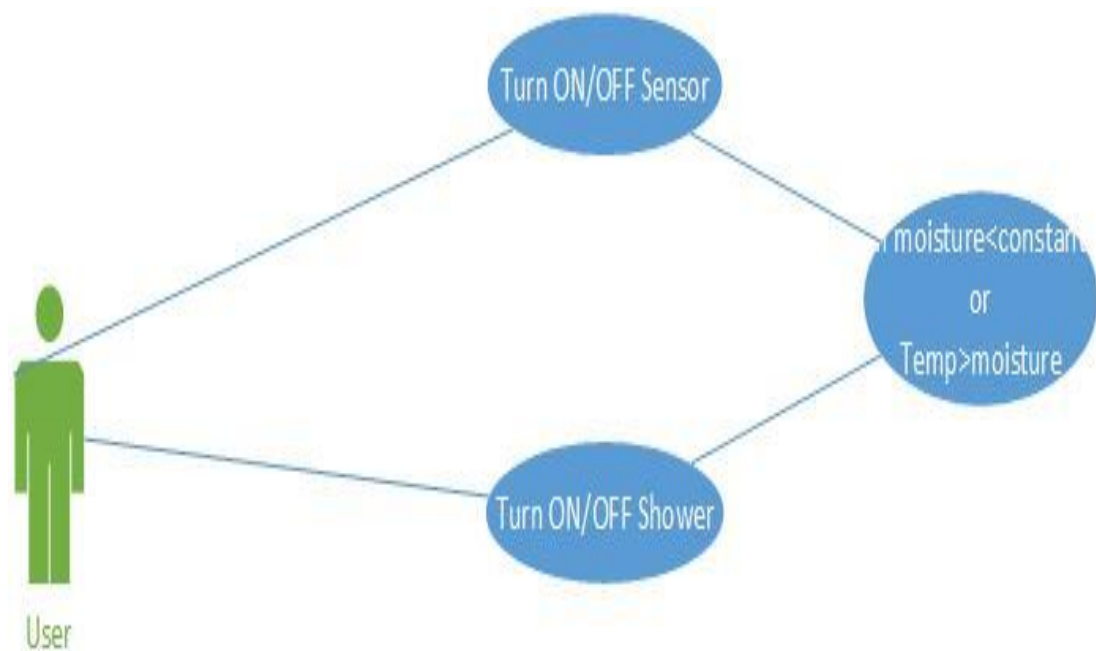 Turn ON/OFF Sensor
moisture<constant
or
Temp>moisture
Turn ON/OFF Shower
User